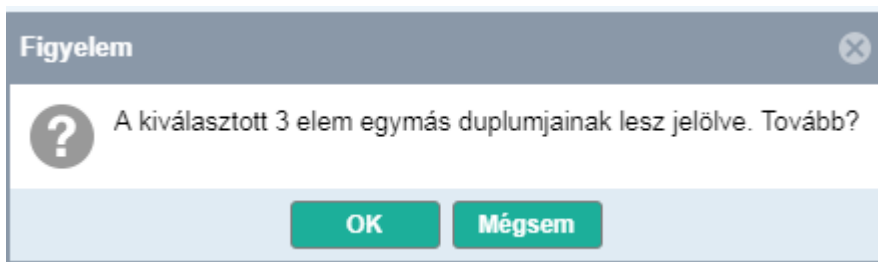 Figyelem
A kiválasztott 3 elem egymás duplumjainak lesz jelölve. Tovább?
OK
Mégsem